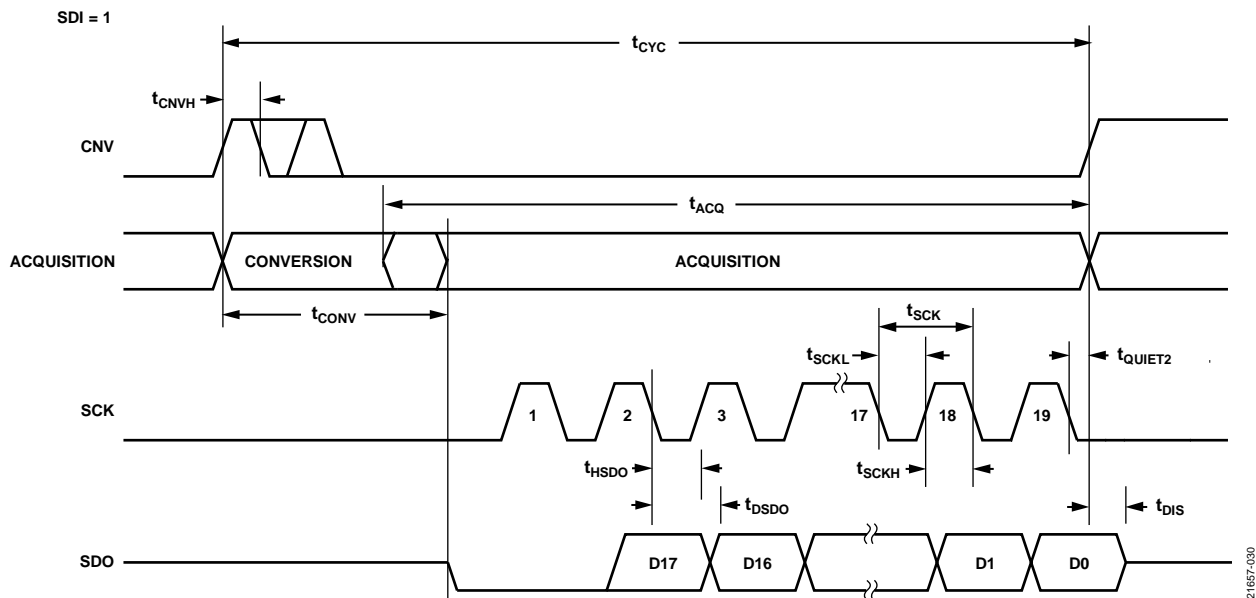 SDI = 1
tCYC
tCNVH
CNV
tACQ
ACQUISITION CONVERSION ACQUISITION
tCONV
tSCK
tSCKL tQUIET2
SCK 1 2 3 17 18 19
tHSDO tSCKH
tDSDO tDIS
SDO D17 D16 D1 D0
21657-030